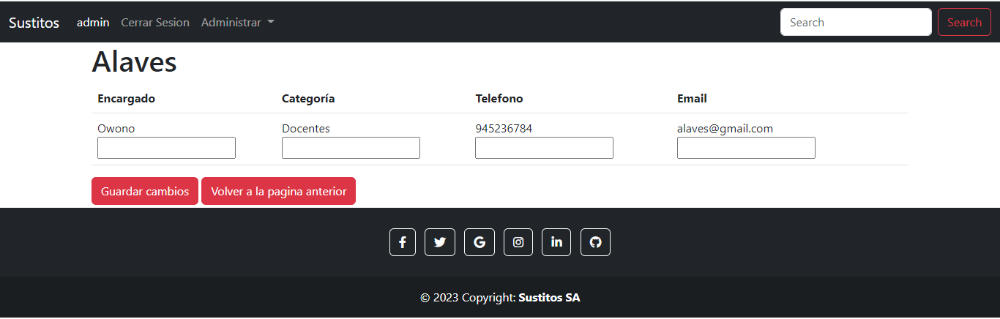 Sustitos admin Cerrar Sesion Administrar Search Search
Alaves
Encargado Categoría Telefono Email
Owono Docentes 945236784 alaves@gmail.com
Guardar cambios Volver a la pagina anterior
© 2023 Copyright: Sustitos SA